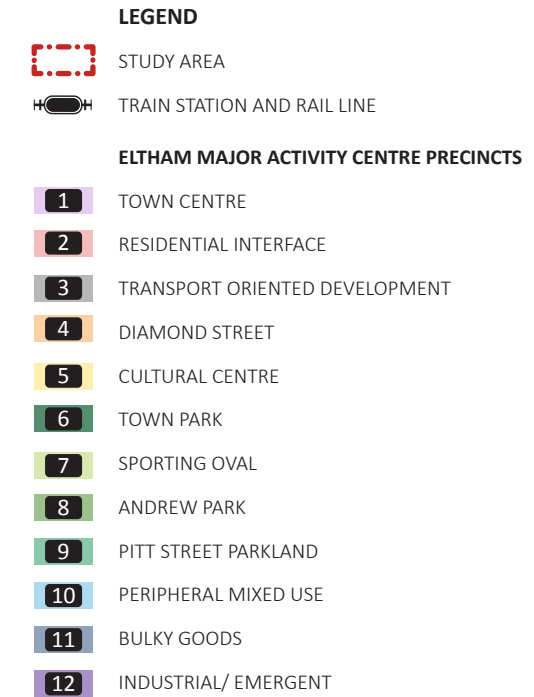 LEGEND
STUDY AREA
TRAIN STATION AND RAIL LINE
ELTHAM MAJOR ACTIVITY CENTRE PRECINCTS
1 TOWN CENTRE
2 RESIDENTIAL INTERFACE
3 TRANSPORT ORIENTED DEVELOPMENT
4 DIAMOND STREET
5 CULTURAL CENTRE
6 TOWN PARK
7 SPORTING OVAL
8 ANDREW PARK
9 PITT STREET PARKLAND
10 PERIPHERAL MIXED USE
11 BULKY GOODS
12 INDUSTRIAL/ EMERGENT